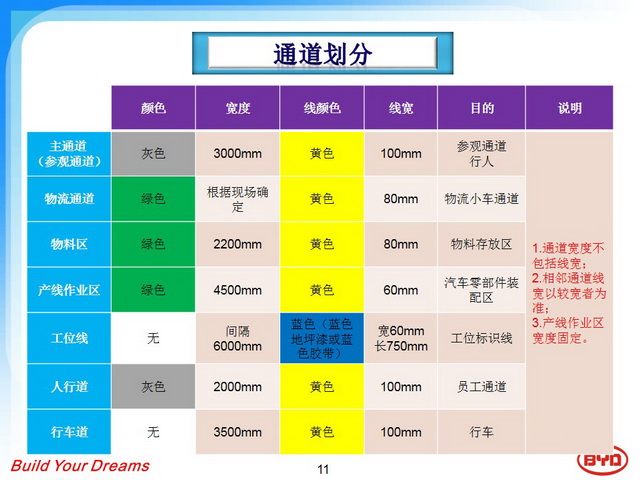 通道划分
颜色 宽度 线颜色 线宽 目的 说明
主通道
（参观通道）
灰色 3000mm 黄色 100mm
参观通道
行人
物流通道 绿色
根据现场确
定
黄色 80mm 物流小车通道
物料区 绿色 2200mm 黄色 80mm 物料存放区
产线作业区 绿色 4500mm 黄色 60mm
汽车零部件装
配区
工位线 无
间隔
6000mm
蓝色（蓝色
地坪漆或蓝
色胶带）
宽60mm
长750mm
工位标识线
人行道 灰色 2000mm 黄色 100mm 员工通道
行车道 无 3500mm 黄色 100mm 行车
1.通道宽度不
包括线宽；
2.相邻通道线
宽以较宽者为
准；
3.产线作业区
宽度固定。
Build Your Dreams
11
BYD